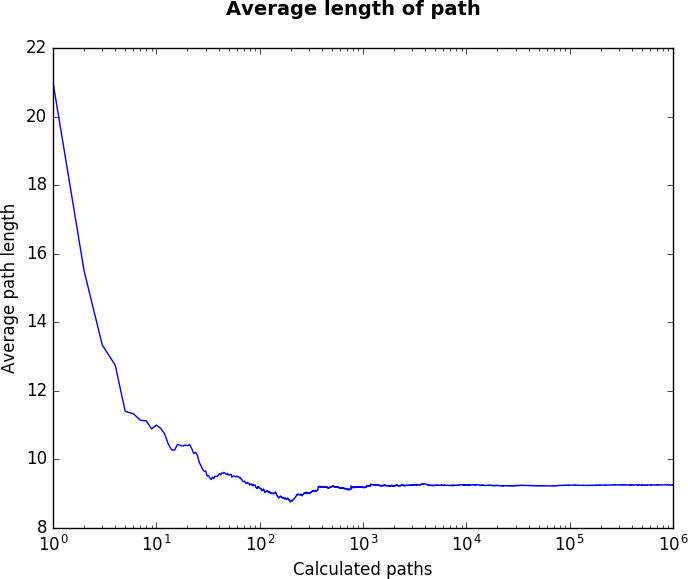 Average length of path
22
20
18
16
14
12
10
8
Average path length
10⁰ 10¹ 10² 10³ 10⁴ 10⁵ 10⁶
Calculated paths